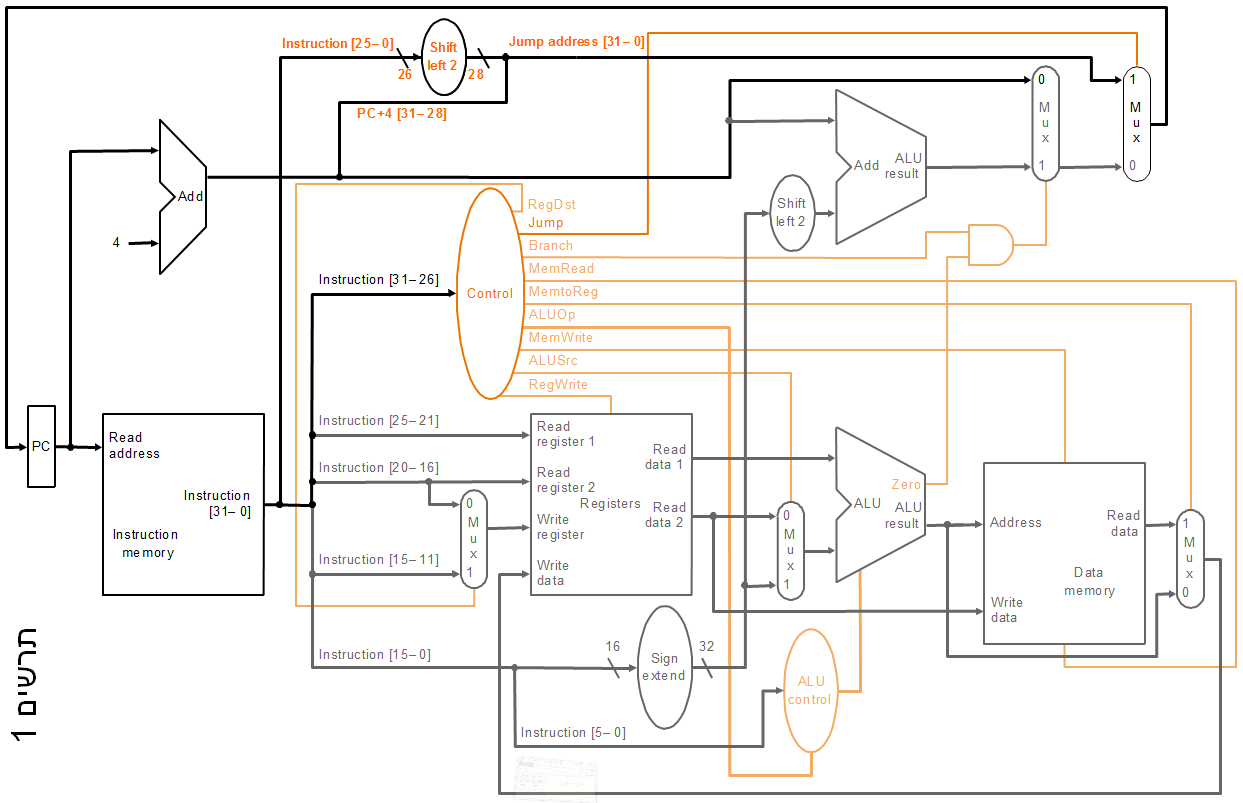 Instruction [25–0]
Shift
left 2
Jump address [31–0]
26
28
PC+4 [31–28]
Add
4
0
M
u
x
1
1
M
u
x
0
Add
ALU
result
Shift
left 2
RegDst
Jump
Branch
MemRead
MemtoReg
ALUOp
MemWrite
ALUSrc
RegWrite
Control
Instruction [31–26]
PC
Read
address
Instruction
[31–0]
Instruction
memory
Instruction [25–21]
Instruction [20–16]
Instruction [15–11]
Instruction [15–0]
0
M
u
x
1
Read
register 1
Read
register 2
Write
register
Write
data
Registers
Read
data 1
Read
data 2
0
M
u
x
1
Zero
ALU
ALU
result
Address
Write
data
Read
data
Data
memory
1
M
u
x
0
16
Sign
extend
32
ALU
control
Instruction [5–0]
תרשים 1